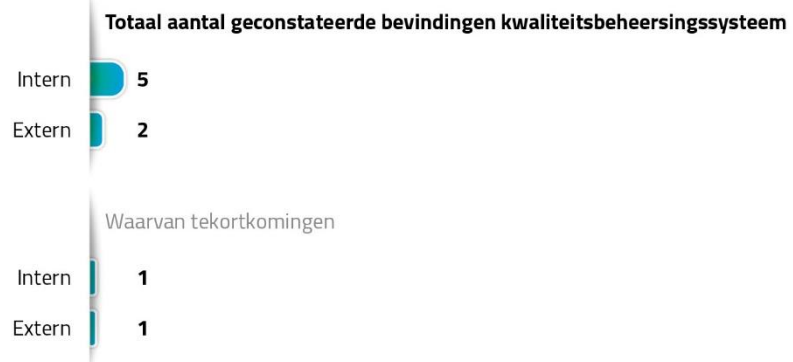 Totaal aantal geconstateerde bevindingen kwaliteitsbeheersingssysteem
Intern 5
Extern 2
Waarvan tekortkomingen
Intern 1
Extern 1